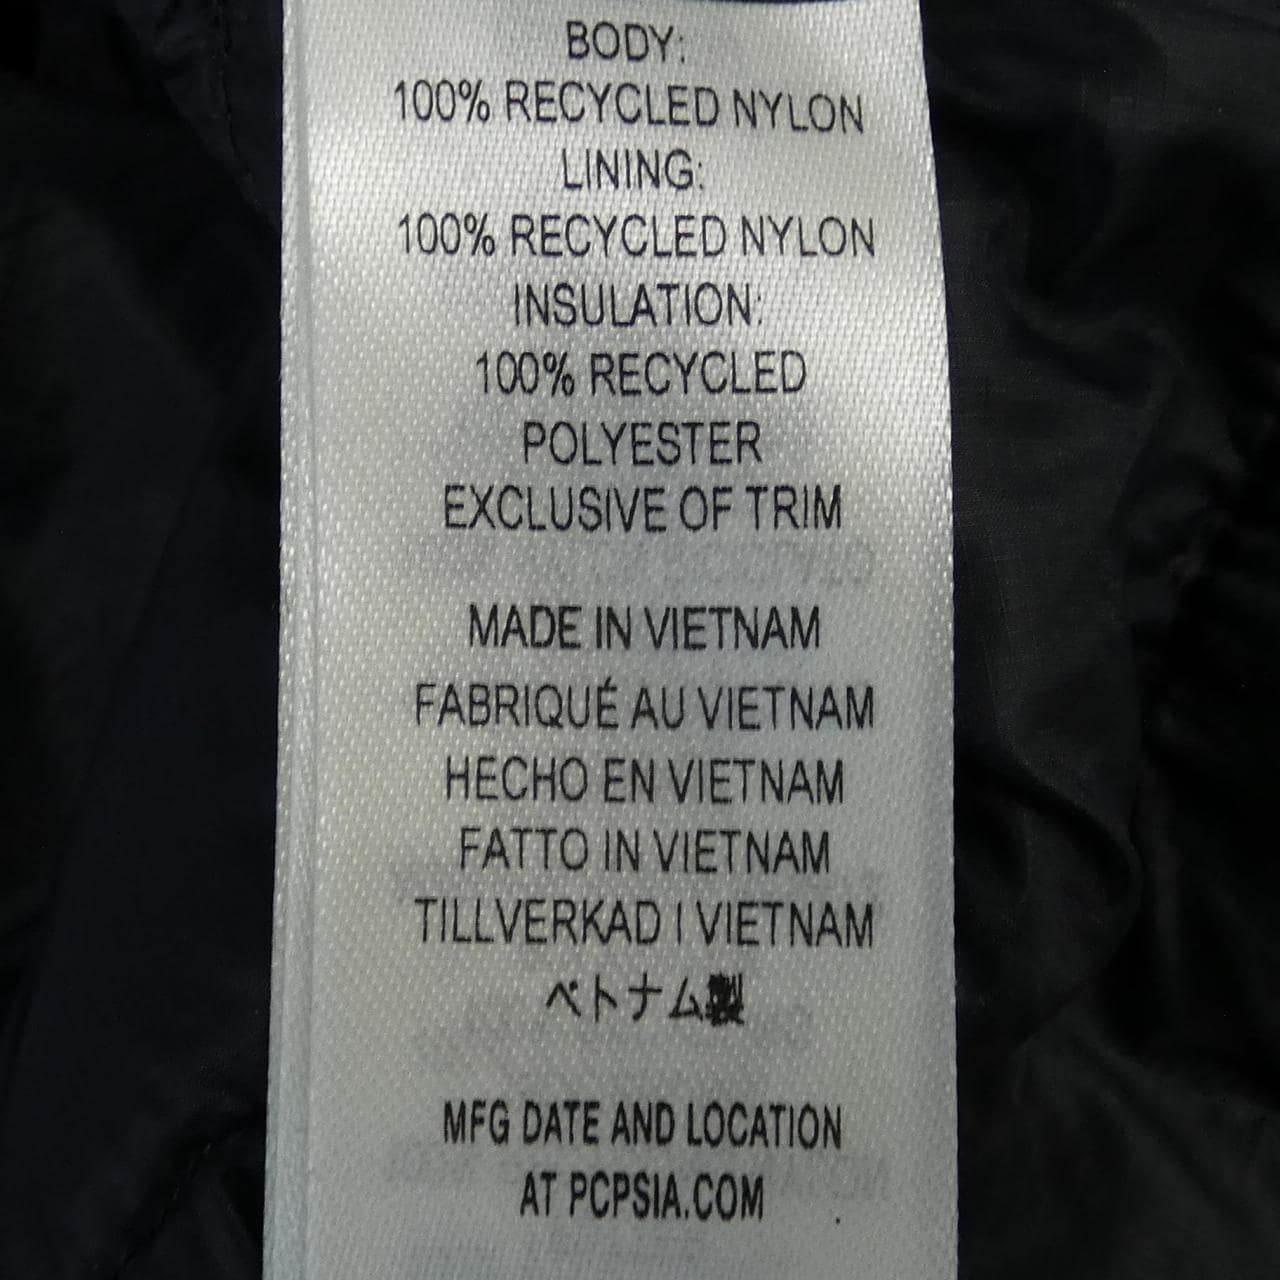 BODY:
100% RECYCLED NYLON
LINING:
100% RECYCLED NYLON
INSULATION:
100% RECYCLED
POLYESTER
EXCLUSIVE OF TRIM
MADE IN VIETNAM
FABRIQUÉ AU VIETNAM
HECHO EN VIETNAM
FATTO IN VIETNAM
TILLVERKAD I VIETNAM
ベトナム製
MFG DATE AND LOCATION
AT PCPSIA.COM